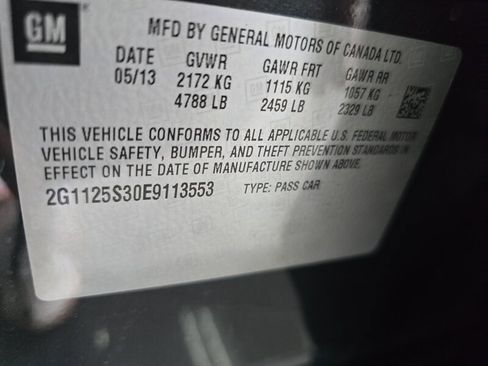 GM
MFD BY GENERAL MOTORS OF CANADA LTD.
DATE GVWR GAWR FRT GAWR RR
05/13 2172 KG 1115 KG 1057 KG
4788 LB 2459 LB 2329 LB
THIS VEHICLE CONFORMS TO ALL APPLICABLE U.S. FEDERAL MOTOR
VEHICLE SAFETY, BUMPER, AND THEFT PREVENTION STANDARDS IN
EFFECT ON THE DATE OF MANUFACTURE SHOWN ABOVE.
2G1125S30E9113553 TYPE: PASS CAR